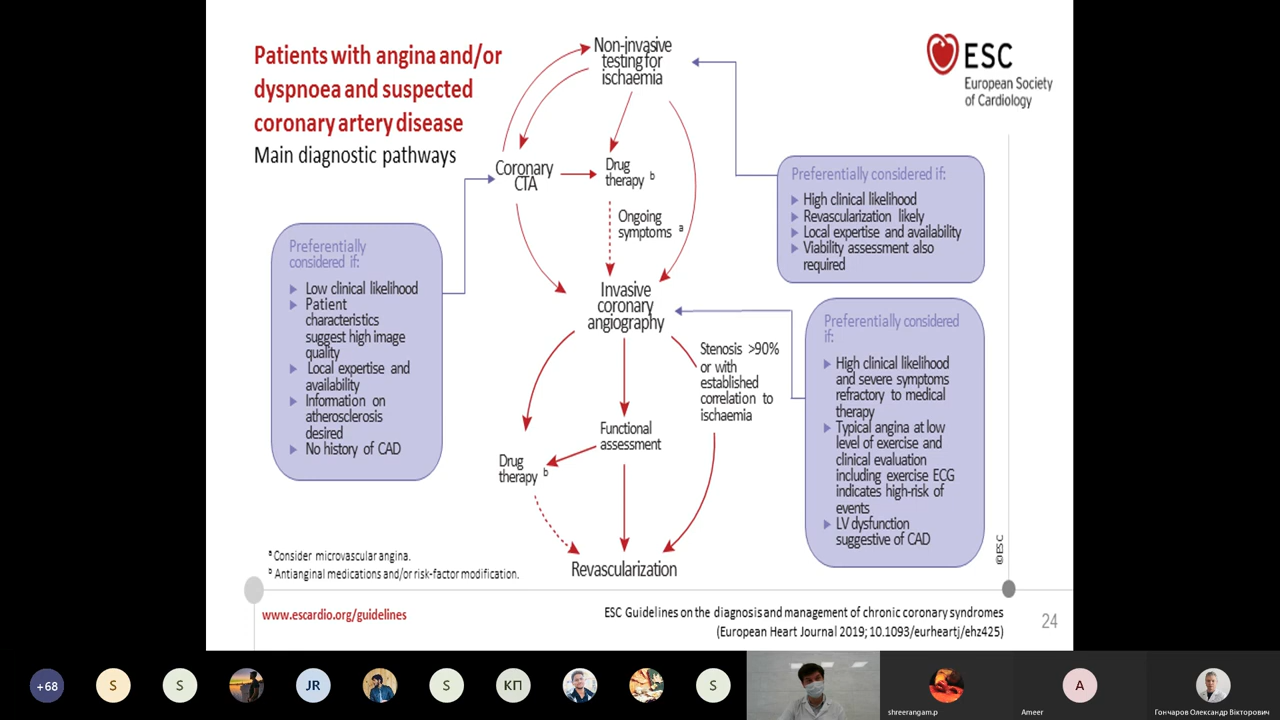 Patients with angina and/or
dyspnoea and suspected
coronary artery disease
Main diagnostic pathways
Non-invasive
testing for
ischaemia
ESC
European Society
of Cardiology
Coronary
CTA
Drug
therapy b
Ongoing
symptoms a
Preferentially considered if:
High clinical likelihood
Revascularization likely
Local expertise and availability
Viability assessment also
required
Preferentially
considered if:
Low clinical likelihood
Patient
characteristics
suggest high image
quality
Local expertise and
availability
Information on
atherosclerosis
desired
No history of CAD
Invasive
coronary
angiography
Stenosis >90%
or with
established
correlation to
ischaemia
Preferentially considered
if:
High clinical likelihood
and severe symptoms
refractory to medical
therapy
Typical angina at low
level of exercise and
clinical evaluation
including exercise ECG
indicates high-risk of
events
LV dysfunction
suggestive of CAD
Functional
assessment
Drug
therapy b
Revascularization
a Consider microvascular angina.
b Antianginal medications and/or risk-factor modification.
©ESC
www.escardio.org/guidelines
ESC Guidelines on the diagnosis and management of chronic coronary syndromes
(European Heart Journal 2019; 10.1093/eurheartj/ehz425)
24
+68
S
S
JR
S
КП
S
shreerangam.p
A
Ameer
Гончаров Олександр Вікторович